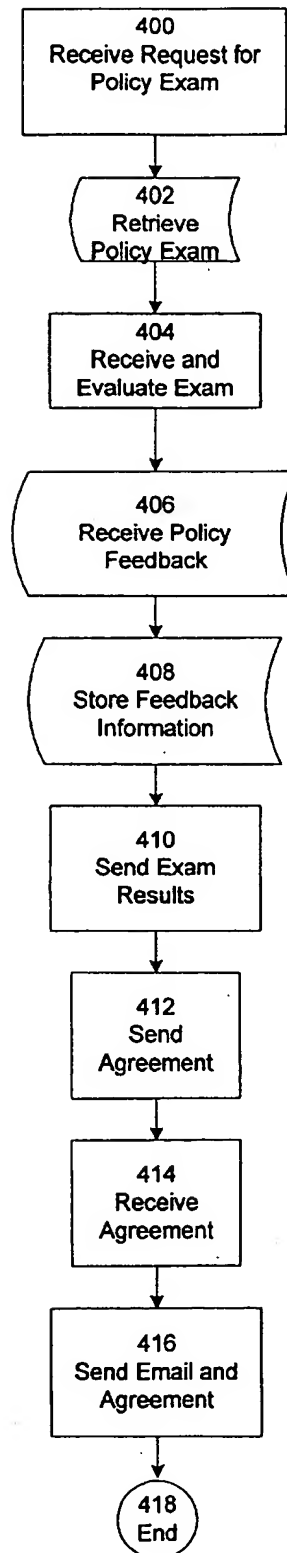 400
Receive Request for
Policy Exam
402
Retrieve
Policy Exam
404
Receive and
Evaluate Exam
406
Receive Policy
Feedback
408
Store Feedback
Information
410
Send Exam
Results
412
Send
Agreement
414
Receive
Agreement
416
Send Email and
Agreement
418
End